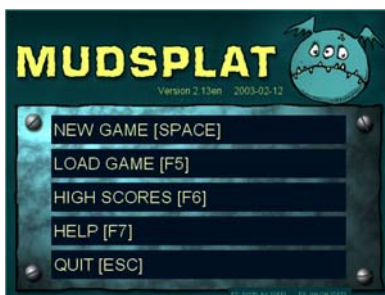 MUDSPLAT
Version 2.13en 2003-02-12
NEW GAME [SPACE]
LOAD GAME [F5]
HIGH SCORES [F6]
HELP [F7]
QUIT [ESC]